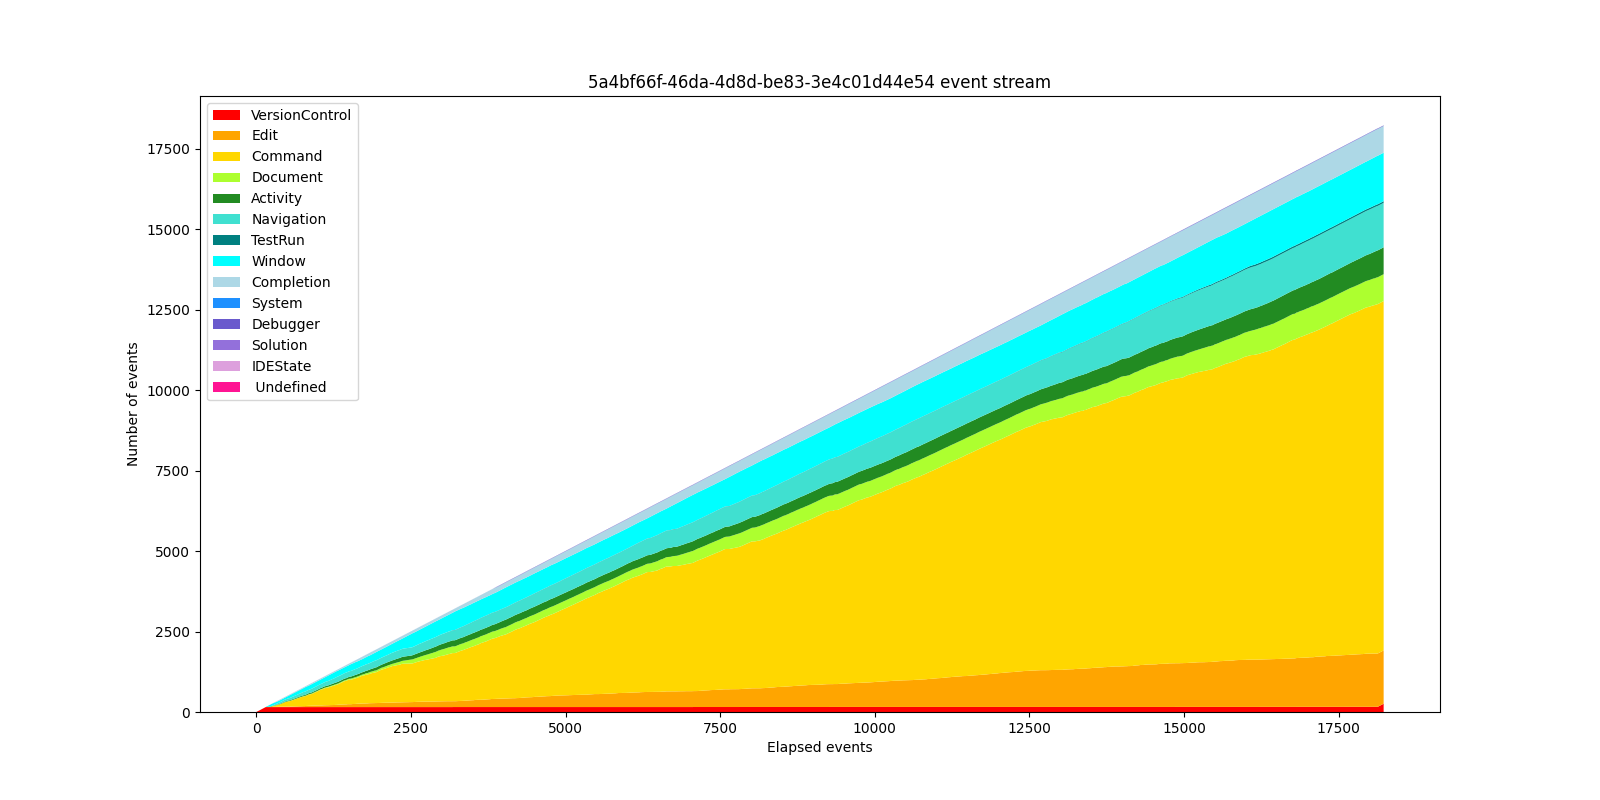 5a4bf66f-46da-4d8d-be83-3e4c01d44e54 event stream
VersionControl
Edit
Command
Document
Activity
Navigation
TestRun
Window
Completion
System
Debugger
Solution
IDEState
Undefined
Number of events
17500
15000
12500
10000
7500
5000
2500
0
0 2500 5000 7500 10000 12500 15000 17500
Elapsed events